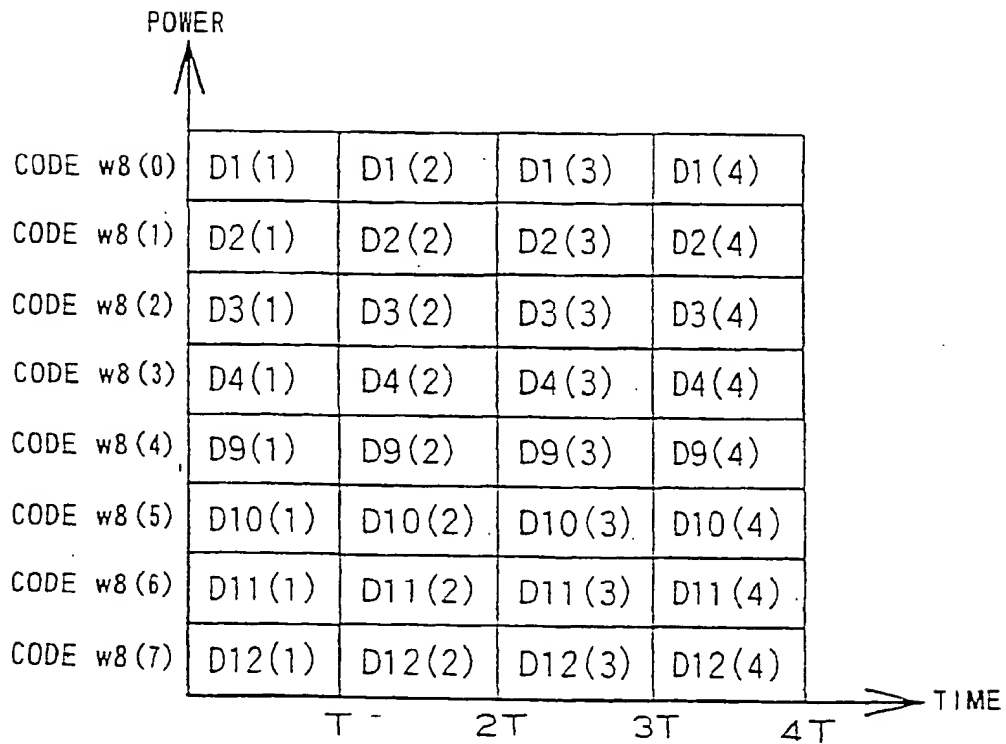 POWER
CODE w8(0) D1(1) D1(2) D1(3) D1(4)
CODE w8(1) D2(1) D2(2) D2(3) D2(4)
CODE w8(2) D3(1) D3(2) D3(3) D3(4)
CODE w8(3) D4(1) D4(2) D4(3) D4(4)
CODE w8(4) D9(1) D9(2) D9(3) D9(4)
CODE w8(5) D10(1) D10(2) D10(3) D10(4)
CODE w8(6) D11(1) D11(2) D11(3) D11(4)
CODE w8(7) D12(1) D12(2) D12(3) D12(4)
TIME
T 2T 3T 4T